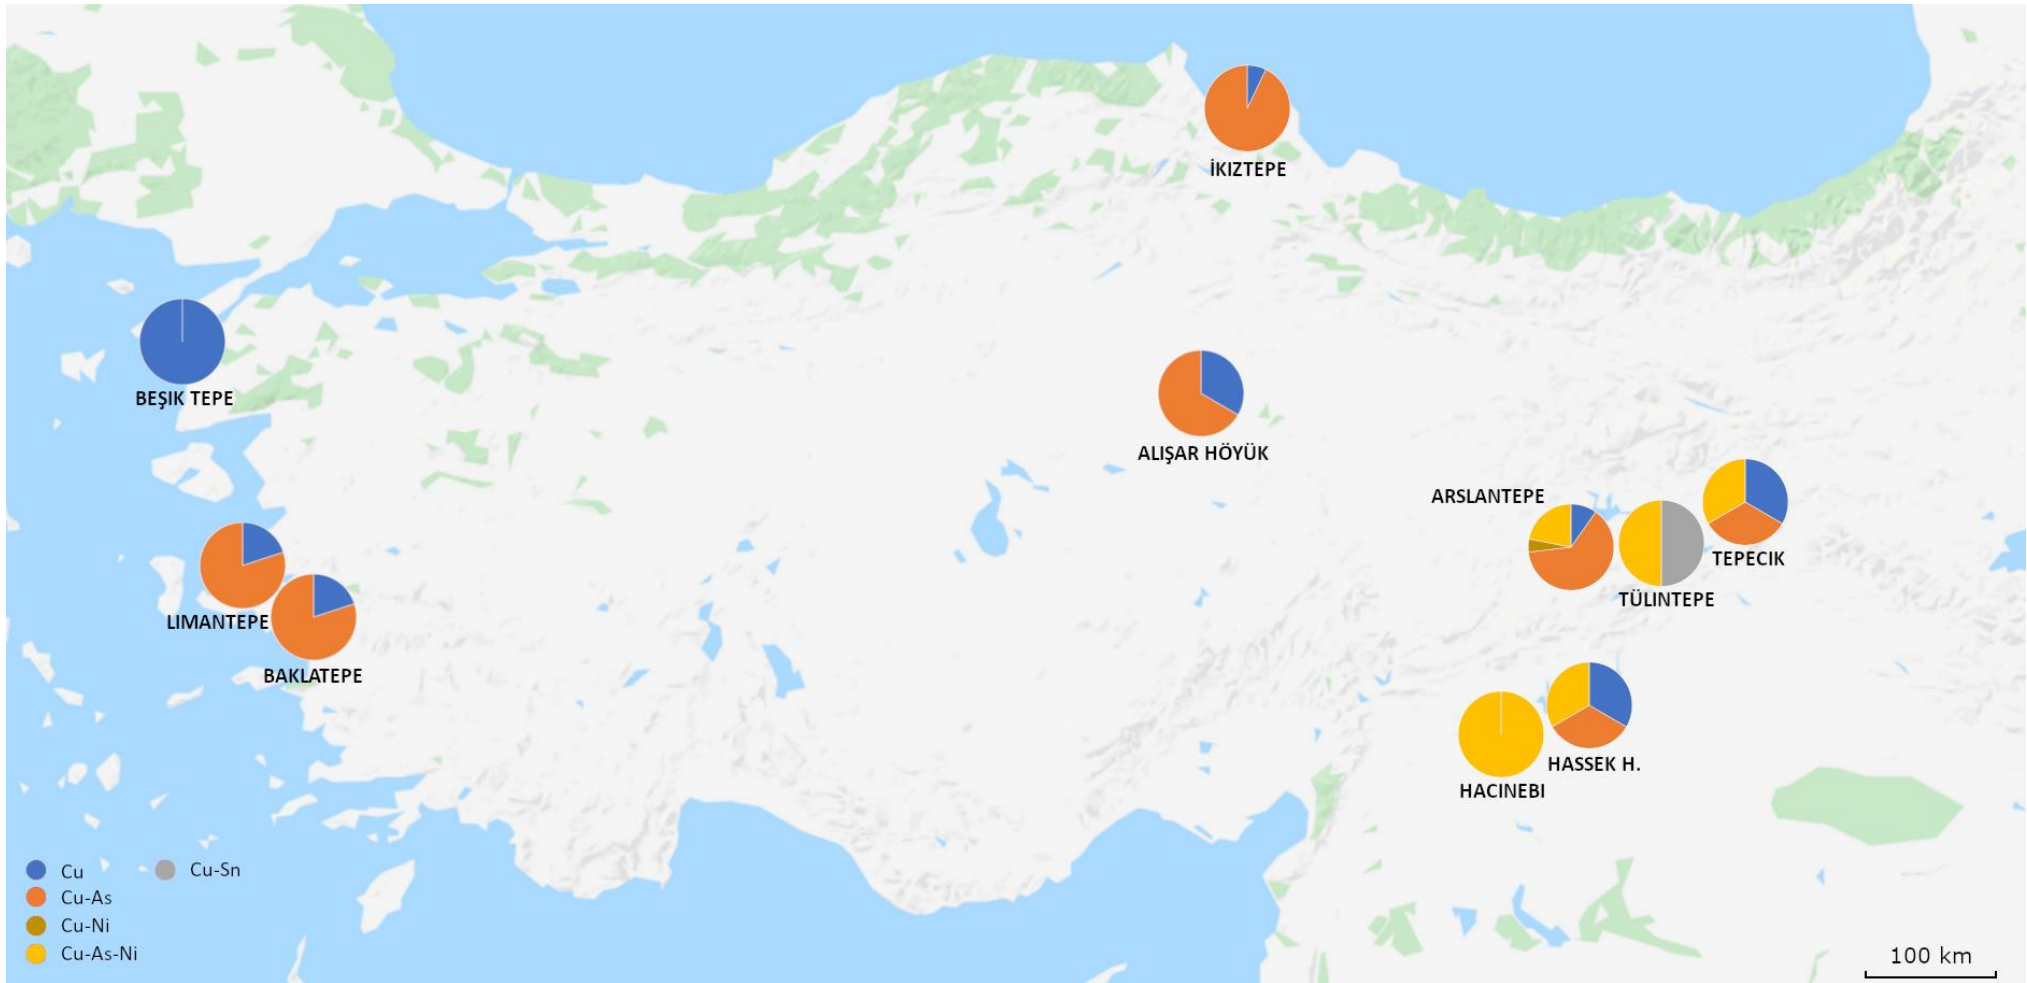 İKIZTEPE
BEŞIK TEPE
ALIŞAR HÖYÜK
ARSLANTEPE
TEPECIK
TÜLINTEPE
LIMANTEPE
BAKLATEPE
HASSEK H.
HACINEBI
Cu
Cu-Sn
Cu-As
Cu-Ni
Cu-As-Ni
100 km